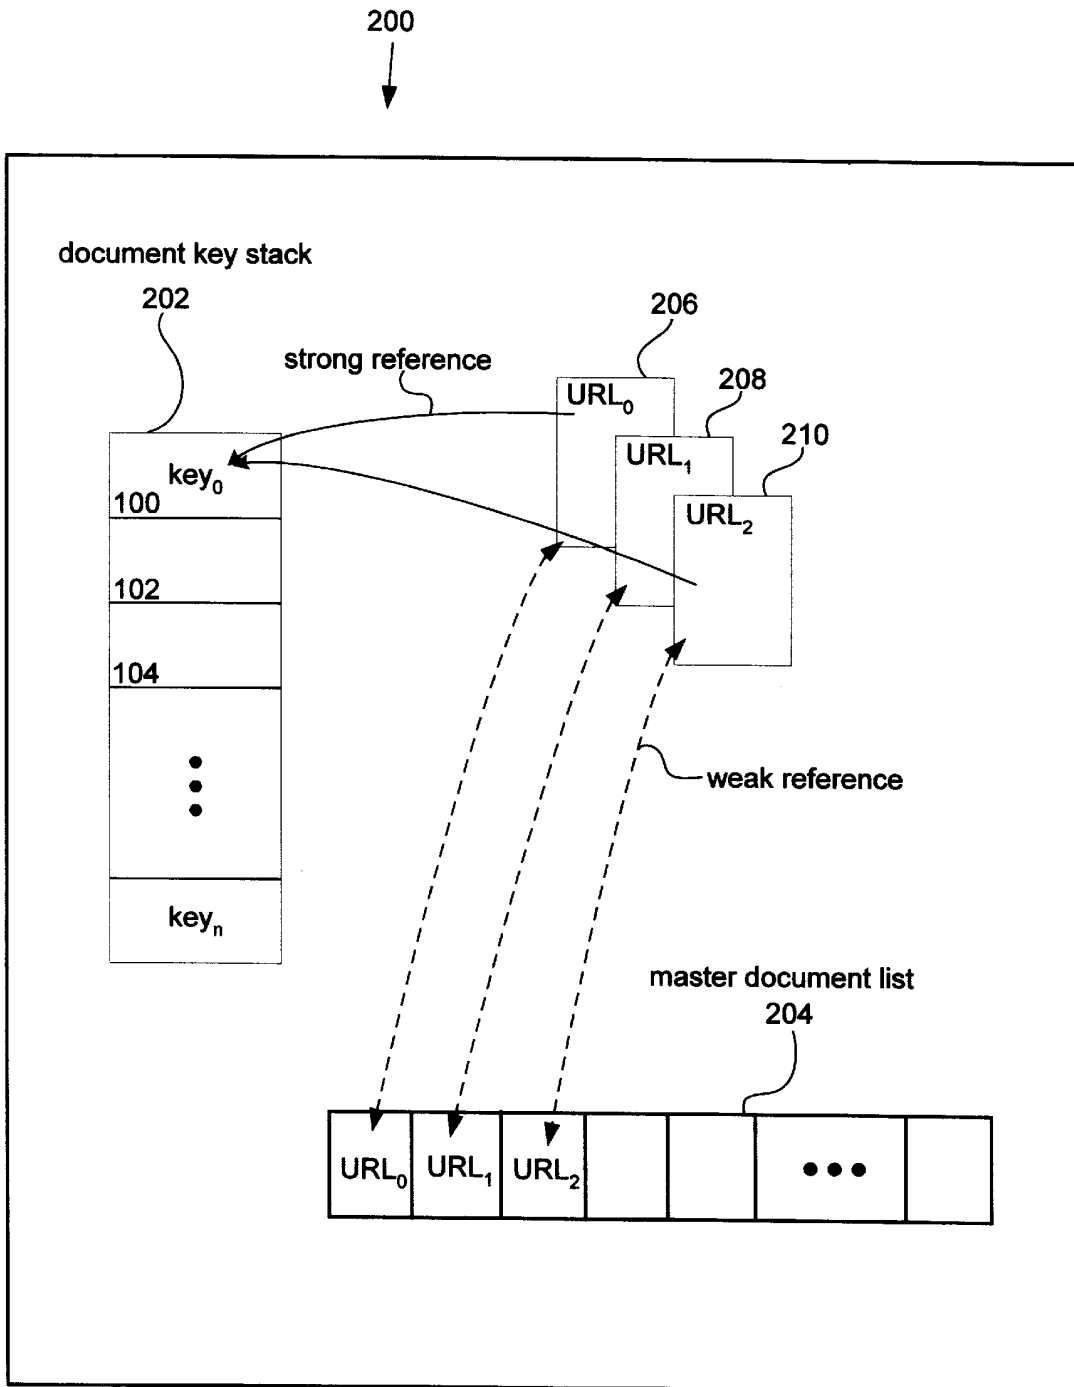 200
document key stack
202
206
strong reference
208
URL₀
210
URL₁
key₀
100
URL₂
102
104
weak reference
keyₙ
master document list
204
URL₀ URL₁ URL₂